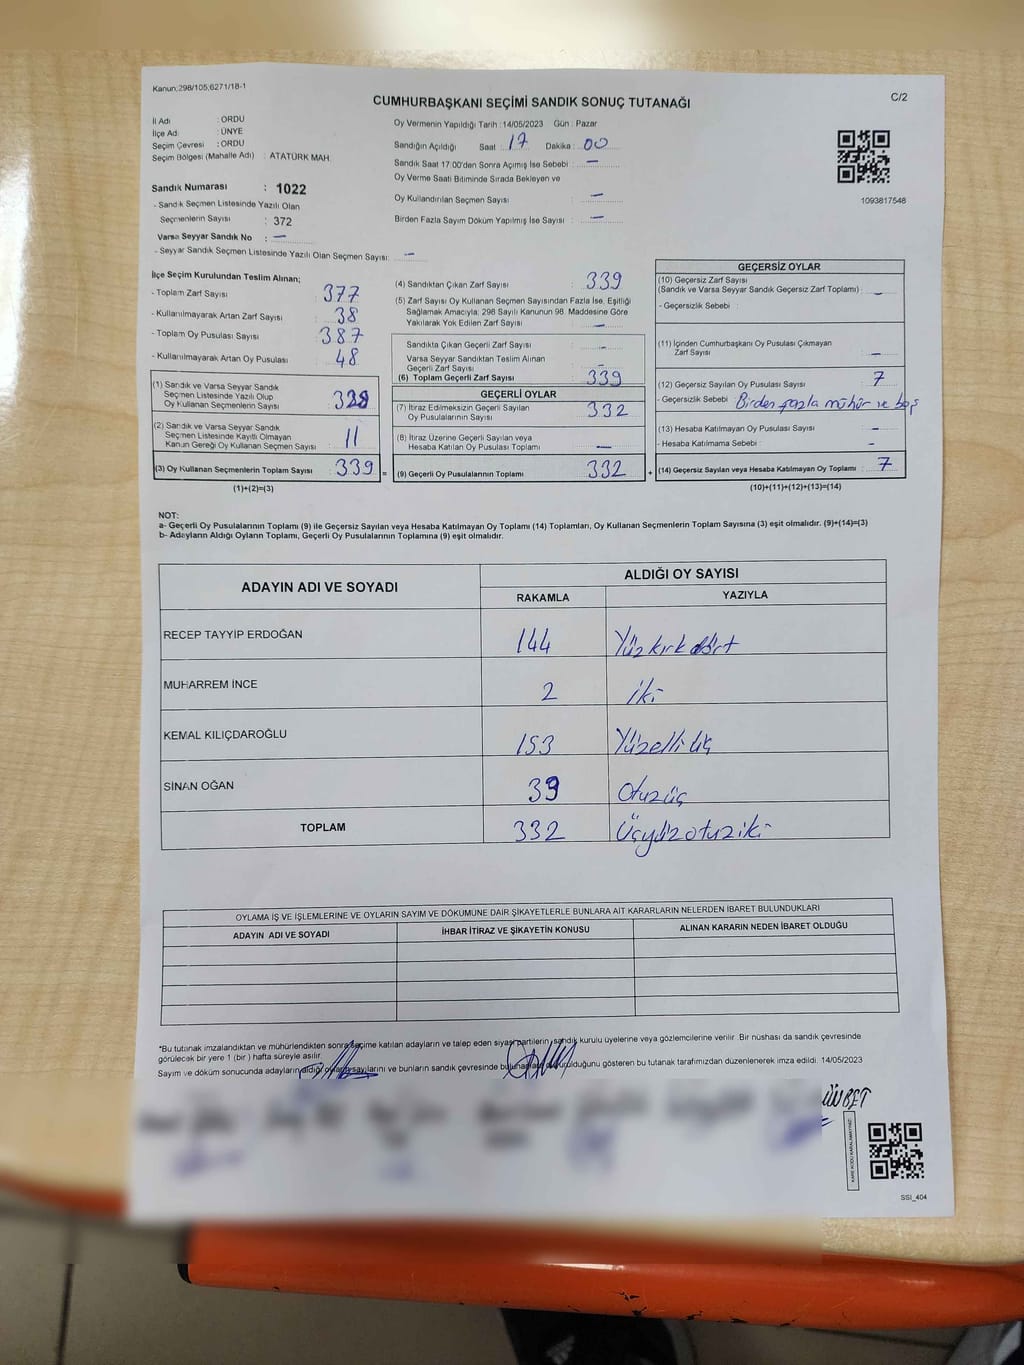 Kanun;298/105;6271/18-1
CUMHURBAŞKANI SEÇİMİ SANDIK SONUÇ TUTANAĞI
C/2
İl Adı : ORDU
İlçe Adı : ÜNYE
Seçim Çevresi : ORDU
Seçim Bölgesi (Mahalle Adı) : ATATÜRK MAH.
Sandık Numarası : 1022
- Sandık Seçmen Listesinde Yazılı Olan
Seçmenlerin Sayısı : 372
Varsa Seyyar Sandık No : –
- Seyyar Sandık Seçmen Listesinde Yazılı Olan Seçmen Sayısı: –
Oy Vermenin Yapıldığı Tarih :14/05/2023 Gün : Pazar
Sandığın Açıldığı Saat : 17 Dakika : 00
Sandık Saat 17:00'den Sonra Açılmış İse Sebebi : –
Oy Verme Saati Bitiminde Sırada Bekleyen ve
Oy Kullandırılan Seçmen Sayısı : –
Birden Fazla Sayım Döküm Yapılmış İse Sayısı : –
1093817548
İlçe Seçim Kurulundan Teslim Alınan;
- Toplam Zarf Sayısı : 377
- Kullanılmayarak Artan Zarf Sayısı : 38
- Toplam Oy Pusulası Sayısı : 387
- Kullanılmayarak Artan Oy Pusulası : 48
(1) Sandık ve Varsa Seyyar Sandık
Seçmen Listesinde Yazılı Olup
Oy Kullanan Seçmenlerin Sayısı : 328
(2) Sandık ve Varsa Seyyar Sandık
Seçmen Listesinde Kayıtlı Olmayan
Kanun Gereği Oy Kullanan Seçmen Sayısı : 11
(3) Oy Kullanan Seçmenlerin Toplam Sayısı : 339 =
(1)+(2)=(3)
(4) Sandıktan Çıkan Zarf Sayısı : 339
(5) Zarf Sayısı Oy Kullanan Seçmen Sayısından Fazla İse, Eşitliği
Sağlamak Amacıyla; 298 Sayılı Kanunun 98. Maddesine Göre
Yakılarak Yok Edilen Zarf Sayısı : –
Sandıkta Çıkan Geçerli Zarf Sayısı : –
Varsa Seyyar Sandıktan Teslim Alınan
Geçerli Zarf Sayısı : –
(6) Toplam Geçerli Zarf Sayısı : 339
GEÇERLİ OYLAR
(7) İtiraz Edilmeksizin Geçerli Sayılan
Oy Pusulalarının Sayısı : 332
(8) İtiraz Üzerine Geçerli Sayılan veya
Hesaba Katılan Oy Pusulası Toplamı : –
(9) Geçerli Oy Pusulalarının Toplamı : 332 +
GEÇERSİZ OYLAR
(10) Geçersiz Zarf Sayısı
(Sandık ve Varsa Seyyar Sandık Geçersiz Zarf Toplamı) : –
- Geçersizlik Sebebi :
(11) İçinden Cumhurbaşkanı Oy Pusulası Çıkmayan
Zarf Sayısı : –
(12) Geçersiz Sayılan Oy Pusulası Sayısı : 7
- Geçersizlik Sebebi : Birden fazla mühür ve boş
(13) Hesaba Katılmayan Oy Pusulası Sayısı : –
- Hesaba Katılmama Sebebi : –
(14) Geçersiz Sayılan veya Hesaba Katılmayan Oy Toplamı : 7
(10)+(11)+(12)+(13)=(14)
NOT:
a- Geçerli Oy Pusulalarının Toplamı (9) ile Geçersiz Sayılan veya Hesaba Katılmayan Oy Toplamı (14) Toplamları, Oy Kullanan Seçmenlerin Toplam Sayısına (3) eşit olmalıdır. (9)+(14)=(3)
b- Adayların Aldığı Oyların Toplamı, Geçerli Oy Pusulalarının Toplamına (9) eşit olmalıdır.
ADAYIN ADI VE SOYADI
ALDIĞI OY SAYISI
RAKAMLA YAZIYLA
RECEP TAYYİP ERDOĞAN 144 Yüzkırkdört
MUHARREM İNCE 2 İki
KEMAL KILIÇDAROĞLU 153 Yüzelliüç
SİNAN OĞAN 33 Otuzüç
TOPLAM 332 Üçyüzotuziki
OYLAMA İŞ VE İŞLEMLERİNE VE OYLARIN SAYIM VE DÖKÜMÜNE DAİR ŞİKAYETLERLE BUNLARA AİT KARARLARIN NELERDEN İBARET BULUNDUKLARI
ADAYIN ADI VE SOYADI İHBAR İTİRAZ VE ŞİKAYETİN KONUSU ALINAN KARARIN NEDEN İBARET OLDUĞU
*Bu tutanak imzalandıktan ve mühürlendikten sonra seçime katılan adayların ve talep eden siyasi partilerin sandık kurulu üyelerine veya gözlemcilerine verilir. Bir nüshası da sandık çevresinde
görülecek bir yere 1 (bir) hafta süreyle asılır.
Sayım ve döküm sonucunda adayların aldığı oyların sayılarını ve bunların sandık çevresinde olduğunu gösteren bu tutanak tarafımızdan düzenlenerek imza edildi. 14/05/2023
KARE KODU KARALAMAYINIZ!
SSI_404